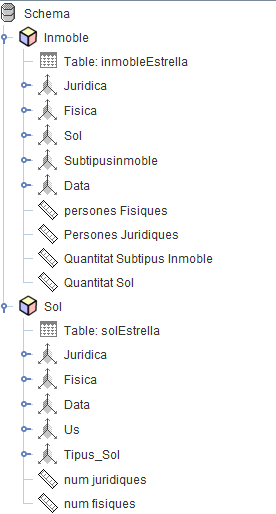 Schema
Inmoble
Table: inmobleEstrella
Juridica
Fisica
Sol
Subtipusinmoble
Data
persones Fisiques
Persones Juridiques
Quantitat Subtipus Inmoble
Quantitat Sol
Sol
Table: solEstrella
Juridica
Fisica
Data
Us
Tipus_Sol
num juridiques
num fisiques